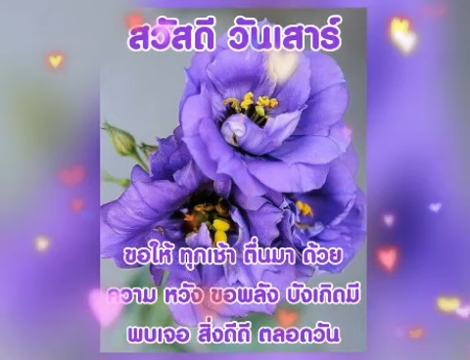 สวัสดี วันเสาร์
ขอให้ ทุกเช้า ตื่นมา ด้วย
ความ หวัง ขอพลัง บังเกิดมี
พบเจอ สิ่งดีดี ตลอดวัน